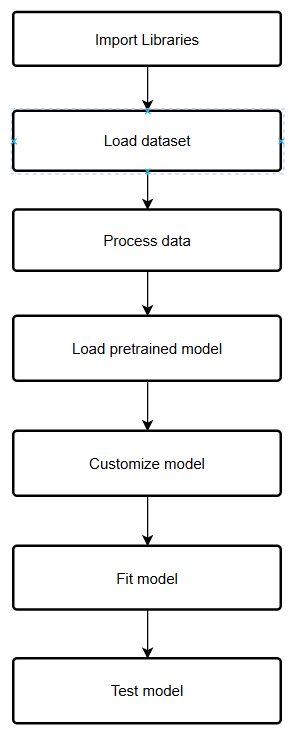 Import Libraries
Load dataset
Process data
Load pretrained model
Customize model
Fit model
Test model